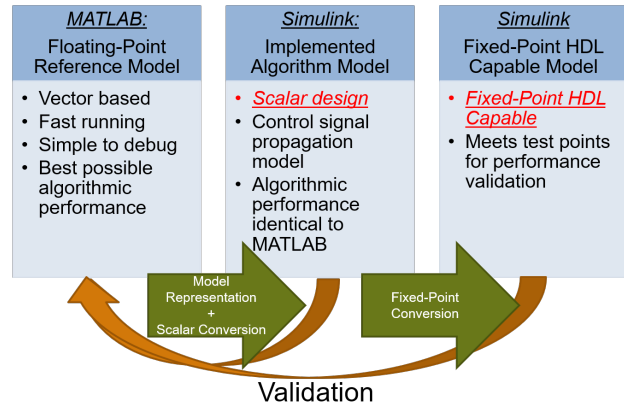 MATLAB:
Floating-Point
Reference Model
• Vector based
• Fast running
• Simple to debug
• Best possible
algorithmic
performance
Simulink:
Implemented
Algorithm Model
• Scalar design
• Control signal
propagation
model
• Algorithmic
performance
identical to
MATLAB
Simulink
Fixed-Point HDL
Capable Model
• Fixed-Point HDL
Capable
• Meets test points
for performance
validation
Model
Representation
+
Scalar Conversion
Fixed-Point
Conversion
Validation